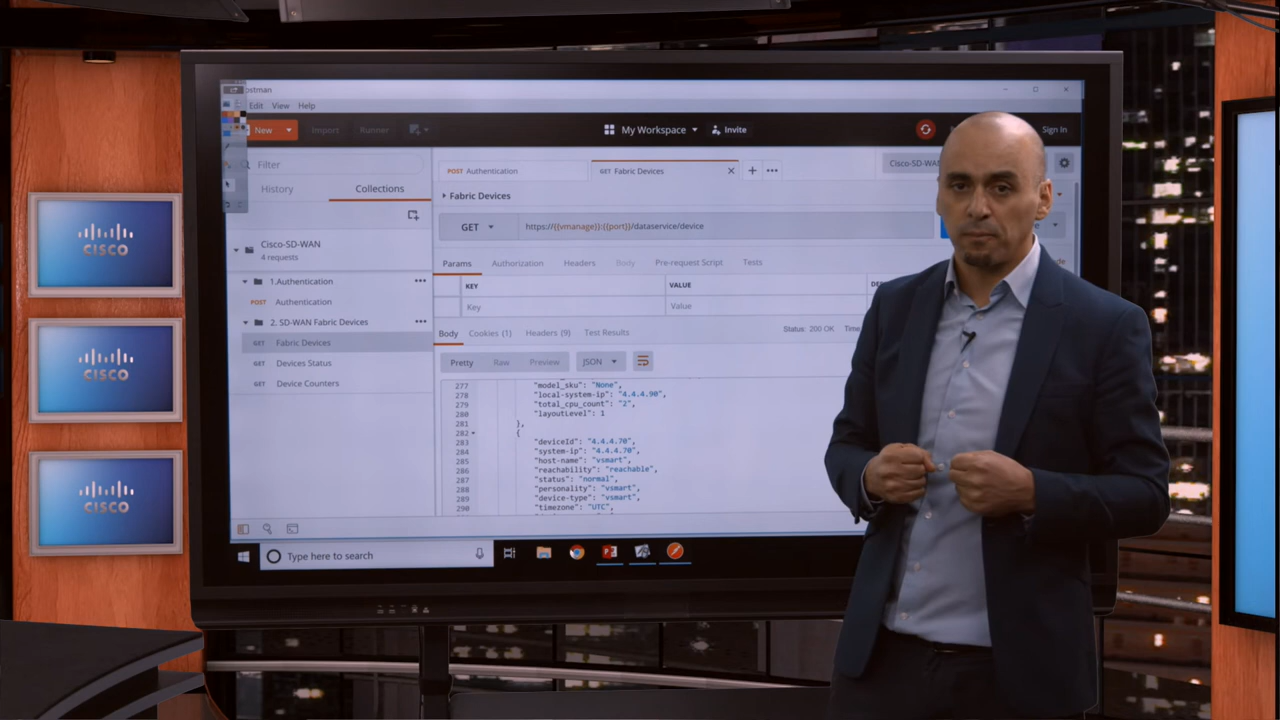 ostman
Edit View Help
New Import Runner My Workspace Invite Sign In
Filter
History Collections
Cisco-SD-WAN
4 requests
1.Authentication
POST Authentication
2. SD-WAN Fabric Devices
GET Fabric Devices
GET Devices Status
GET Device Counters
POST Authentication GET Fabric Devices Cisco-SD-WAN
Fabric Devices
GET https://{{vmanage}}:{{port}}/dataservice/device
Params Authorization Headers Body Pre-request Script Tests
KEY VALUE
Key Value
Body Cookies (1) Headers (9) Test Results Status: 200 OK Time
Pretty Raw Preview JSON
277 "model_sku": "None",
278 "local-system-ip": "4.4.4.90",
279 "total_cpu_count": "2",
280 "layoutLevel": 1
281 },
282 {
283 "deviceId": "4.4.4.70",
284 "system-ip": "4.4.4.70",
285 "host-name": "vsmart",
286 "reachability": "reachable",
287 "status": "normal",
288 "personality": "vsmart",
289 "device-type": "vsmart",
290 "timezone": "UTC",
Type here to search
CISCO
CISCO
CISCO